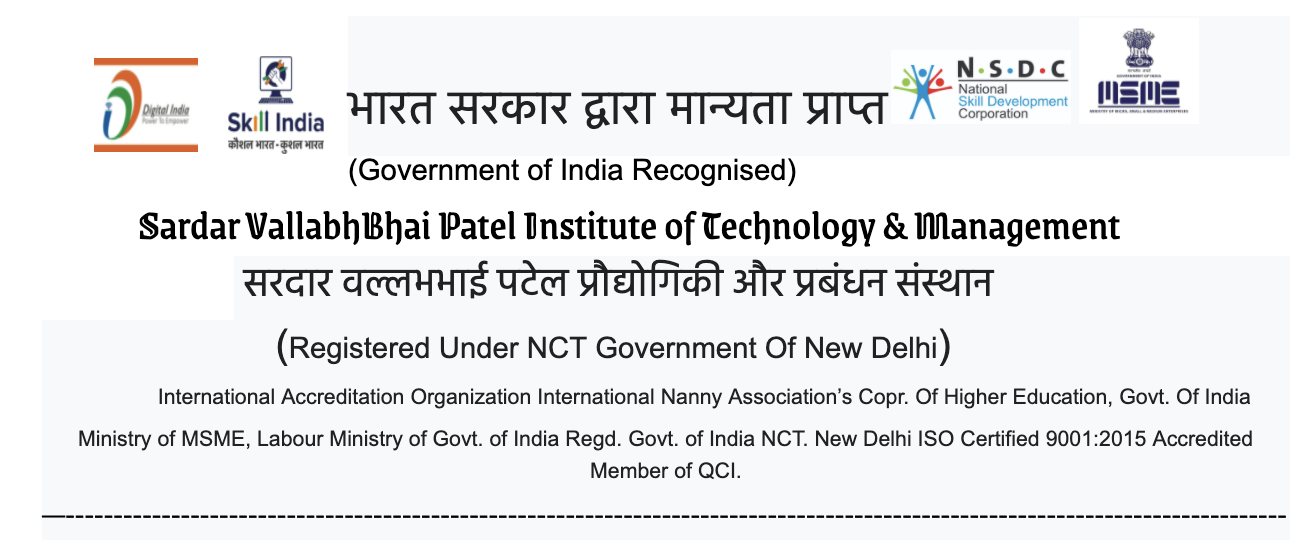 Digital India
Power To Empower
Skill India
कौशल भारत - कुशल भारत
भारत सरकार द्वारा मान्यता प्राप्त
N·S·D·C
National
Skill Development
Corporation
MSME
(Government of India Recognised)
Sardar VallabhBhai Patel Institute of Technology & Management
सरदार वल्लभभाई पटेल प्रौद्योगिकी और प्रबंधन संस्थान
(Registered Under NCT Government Of New Delhi)
International Accreditation Organization International Nanny Association’s Copr. Of Higher Education, Govt. Of India
Ministry of MSME, Labour Ministry of Govt. of India Regd. Govt. of India NCT. New Delhi ISO Certified 9001:2015 Accredited
Member of QCI.